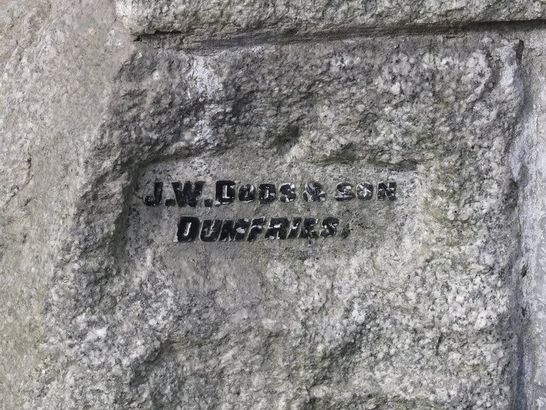 J.W. DODS & SON
DUMFRIES.